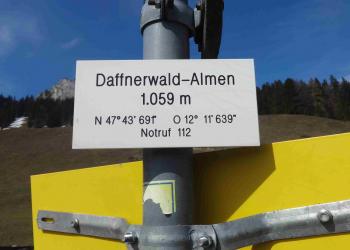 Daffnerwald-Almen
1.059 m
N 47°43' 691" O 12° 11' 639"
Notruf 112